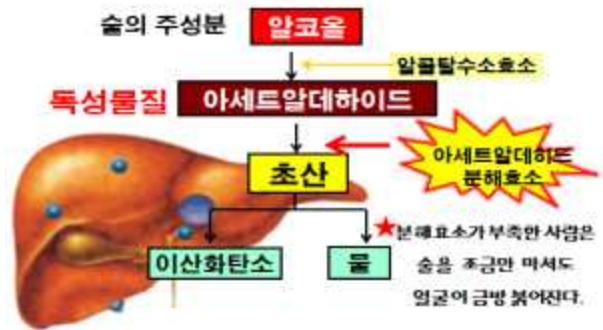 술의 주성분 알코올
알콜탈수소효소
독성물질 아세트알데하이드
아세트알데히드
분해효소
초산
이산화탄소 물
★분해효소가 부족한 사람은
술을 조금만 마셔도
얼굴이 금방 붉어진다.